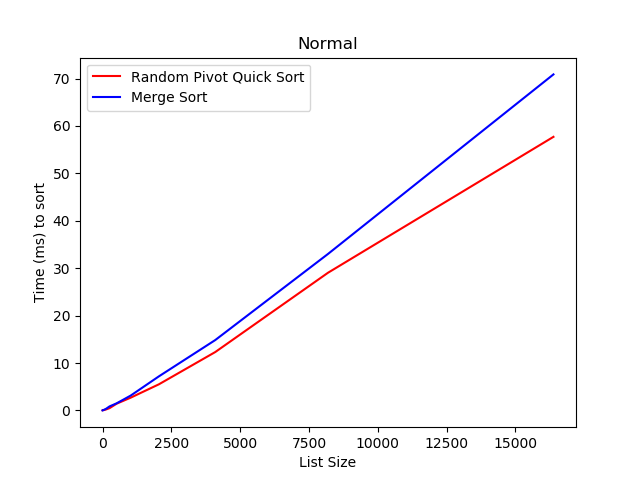 Normal
Random Pivot Quick Sort
Merge Sort
Time (ms) to sort
70
60
50
40
30
20
10
0
0 2500 5000 7500 10000 12500 15000
List Size